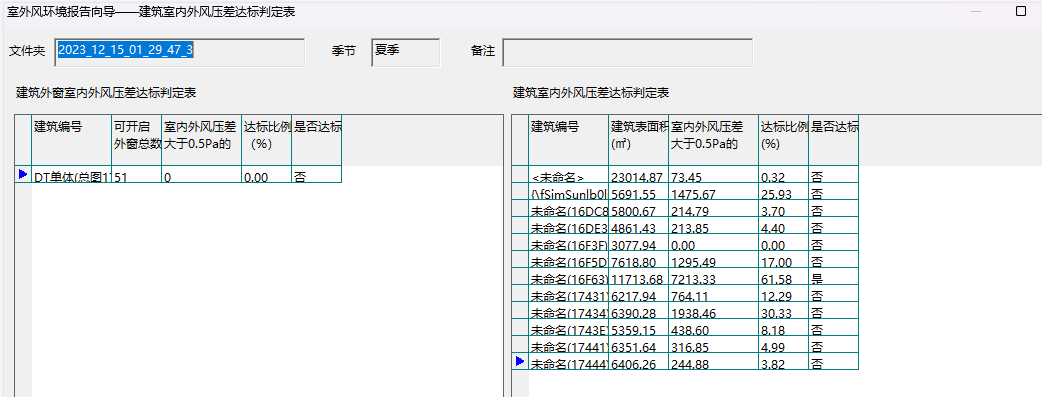 室外风环境报告向导——建筑室内外风压差达标判定表
文件夹 2023_12_15_01_29_47_3 季节 夏季 备注
建筑外窗室内外风压差达标判定表
建筑编号 可开启外窗总数 室内外风压差大于0.5Pa的 达标比例(%) 是否达标
DT单体(总图1) 51 0 0.00 否
建筑室内外风压差达标判定表
建筑编号 建筑表面积(㎡) 室内外风压差大于0.5Pa的 达标比例(%) 是否达标
<未命名> 23014.87 73.45 0.32 否
{\fSimSun|b0| 5691.55 1475.67 25.93 否
未命名(16DC8 5800.67 214.79 3.70 否
未命名(16DE3 4861.43 213.85 4.40 否
未命名(16F3F) 3077.94 0.00 0.00 否
未命名(16F5D 7618.80 1295.49 17.00 否
未命名(16F63) 11713.68 7213.33 61.58 是
未命名(17431) 6217.94 764.11 12.29 否
未命名(17434) 6390.28 1938.46 30.33 否
未命名(1743E) 5359.15 438.60 8.18 否
未命名(17441) 6351.64 316.85 4.99 否
未命名(17444) 6406.26 244.88 3.82 否